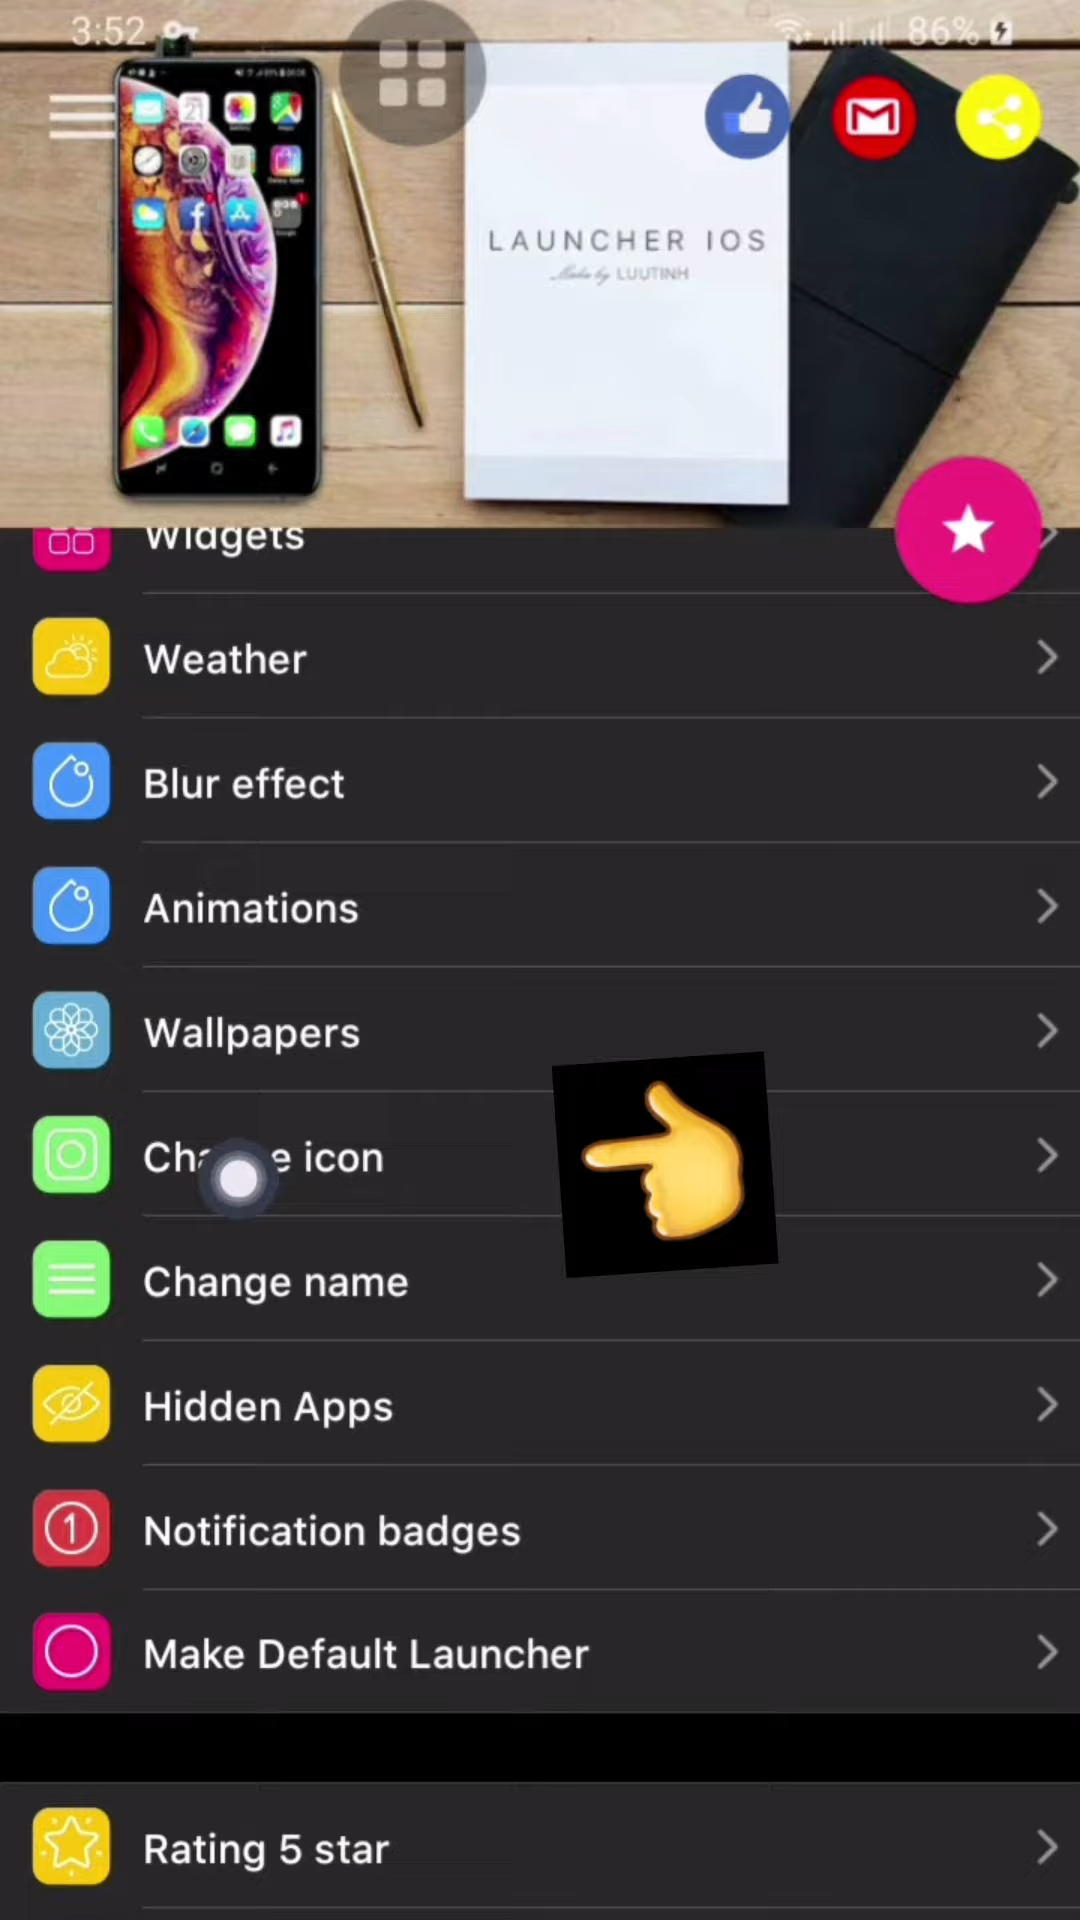 3:52
86%
LAUNCHER IOS
Make by LUUTINH
Widgets
Weather
Blur effect
Animations
Wallpapers
Change icon
Change name
Hidden Apps
Notification badges
Make Default Launcher
Rating 5 star